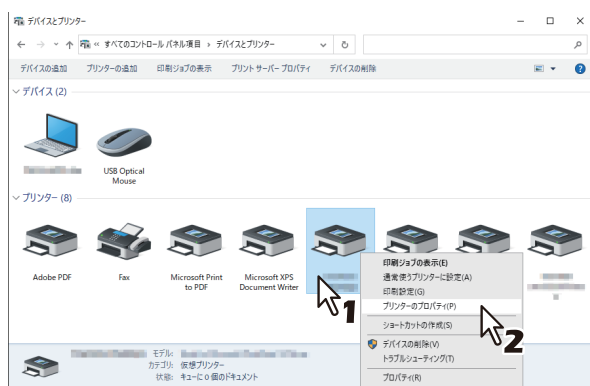 デバイスとプリンター
« すべてのコントロール パネル項目 › デバイスとプリンター
デバイスの追加 プリンターの追加 印刷ジョブの表示 プリント サーバー プロパティ デバイスの削除
デバイス (2)
USB Optical
Mouse
プリンター (8)
Adobe PDF
Fax
Microsoft Print
to PDF
Microsoft XPS
Document Writer
1
印刷ジョブの表示(E)
通常使うプリンターに設定(A)
印刷設定(G)
プリンターのプロパティ(P)
ショートカットの作成(S)
デバイスの削除(V)
トラブルシューティング(T)
プロパティ(R)
2
モデル:
カテゴリ: 仮想プリンター
状態: キューに 0 個のドキュメント